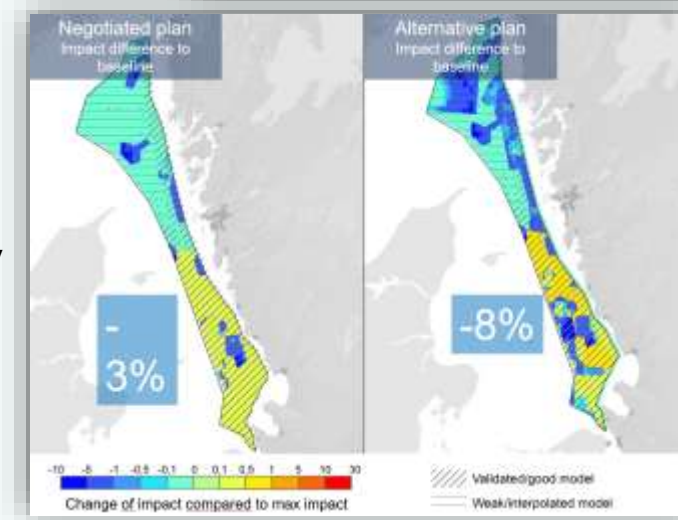 Negotiated plan
Impact difference to
baseline
Alternative plan
Impact difference to
baseline
-
3%
-8%
-10 -5 -1 -0,5 -0,1 0 0,1 0,5 1 5 10 30
Change of impact compared to max impact
Validated/good model
Weak/interpolated model